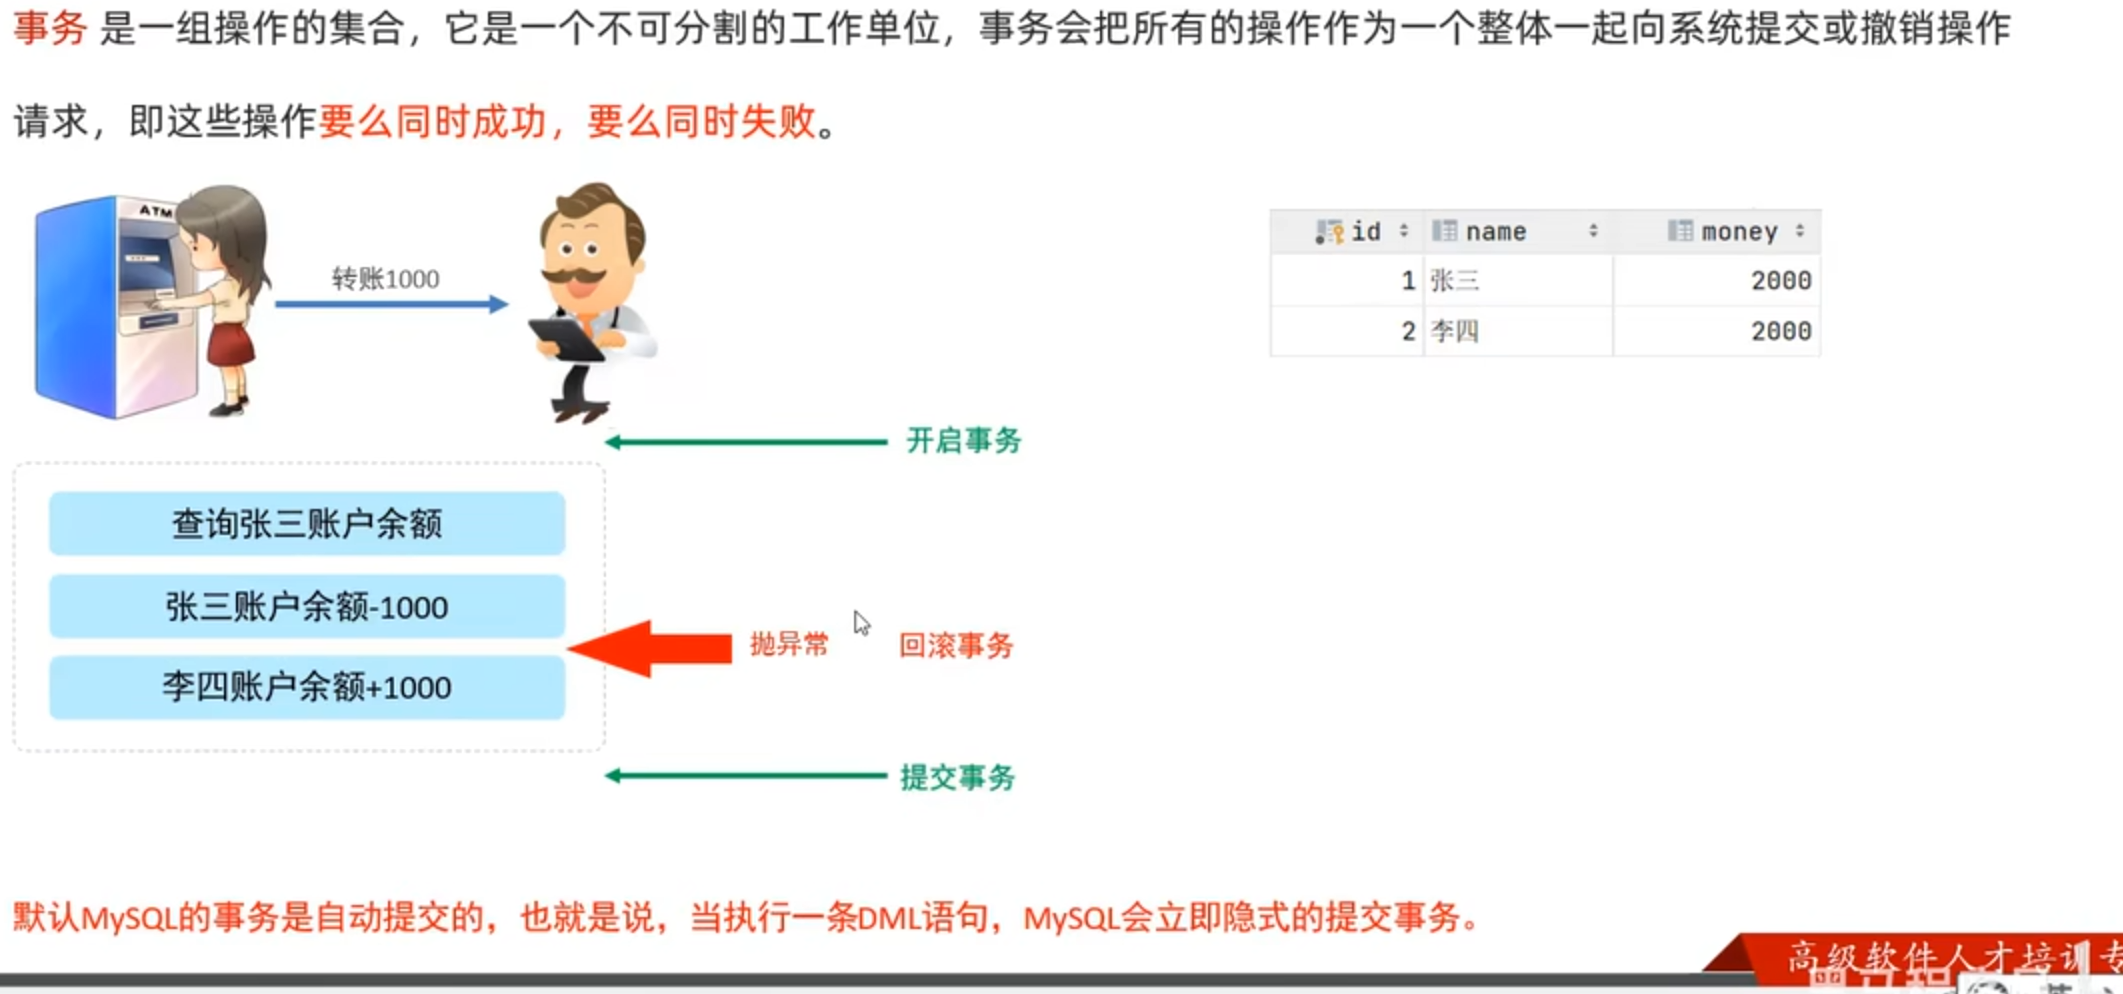 事务 是一组操作的集合，它是一个不可分割的工作单位，事务会把所有的操作作为一个整体一起向系统提交或撤销操作
请求，即这些操作要么同时成功，要么同时失败。
ATM
转账1000
id name money
1 张三 2000
2 李四 2000
开启事务
查询张三账户余额
张三账户余额-1000
抛异常 回滚事务
李四账户余额+1000
提交事务
默认MySQL的事务是自动提交的，也就是说，当执行一条DML语句，MySQL会立即隐式的提交事务。
高级软件人才培训专